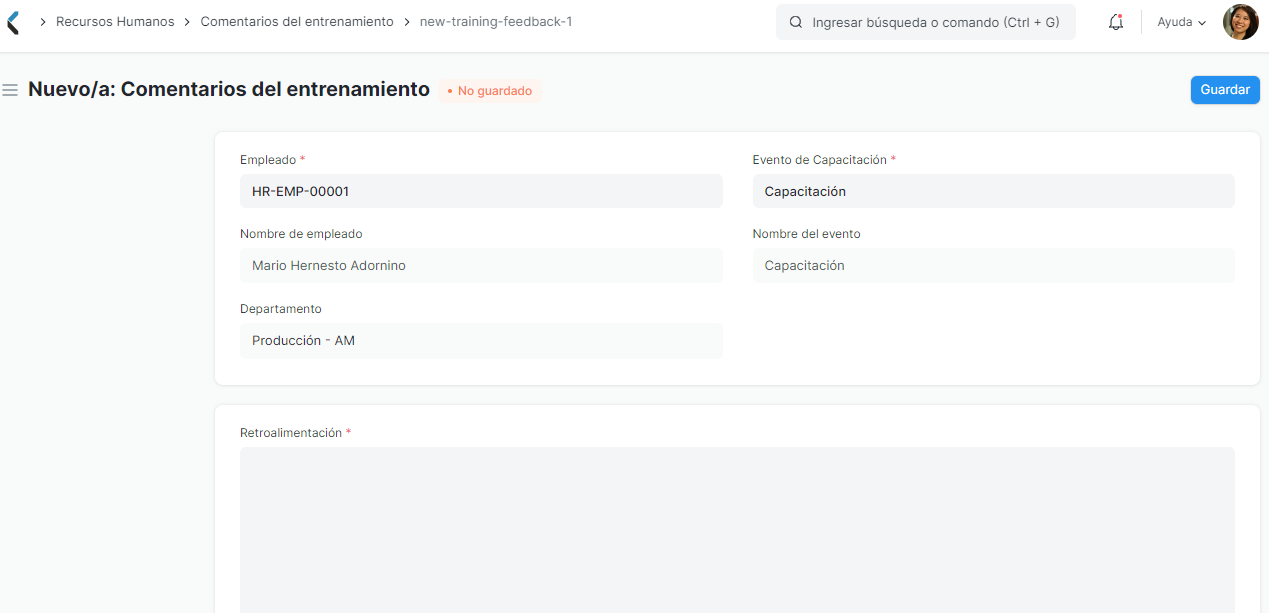 Recursos Humanos > Comentarios del entrenamiento > new-training-feedback-1
Ingresar búsqueda o comando (Ctrl + G)
Ayuda
Nuevo/a: Comentarios del entrenamiento
• No guardado
Guardar
Empleado *
Evento de Capacitación *
HR-EMP-00001
Capacitación
Nombre de empleado
Nombre del evento
Mario Hernesto Adornino
Capacitación
Departamento
Producción - AM
Retroalimentación *